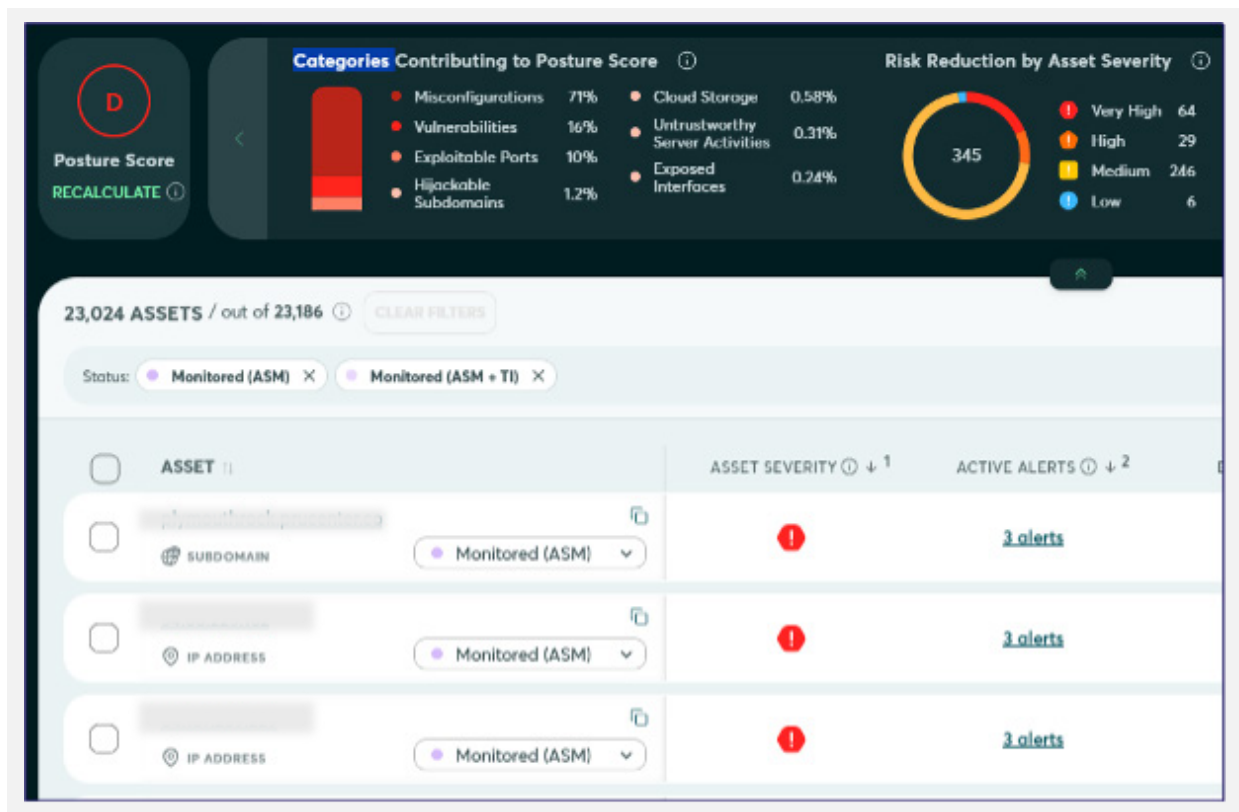 D
Posture Score
RECALCULATE
Categories Contributing to Posture Score
Misconfigurations 71%
Vulnerabilities 16%
Exploitable Ports 10%
Hijackable
Subdomains 1.2%
Cloud Storage 0.58%
Untrustworthy
Server Activities 0.31%
Exposed
Interfaces 0.24%
Risk Reduction by Asset Severity
345
Very High 64
High 29
Medium 246
Low 6
23,024 ASSETS / out of 23,186
CLEAR FILTERS
Status: Monitored (ASM) Monitored (ASM + TI)
ASSET ASSET SEVERITY 1 ACTIVE ALERTS 2
SUBDOMAIN Monitored (ASM) 3 alerts
IP ADDRESS Monitored (ASM) 3 alerts
IP ADDRESS Monitored (ASM) 3 alerts